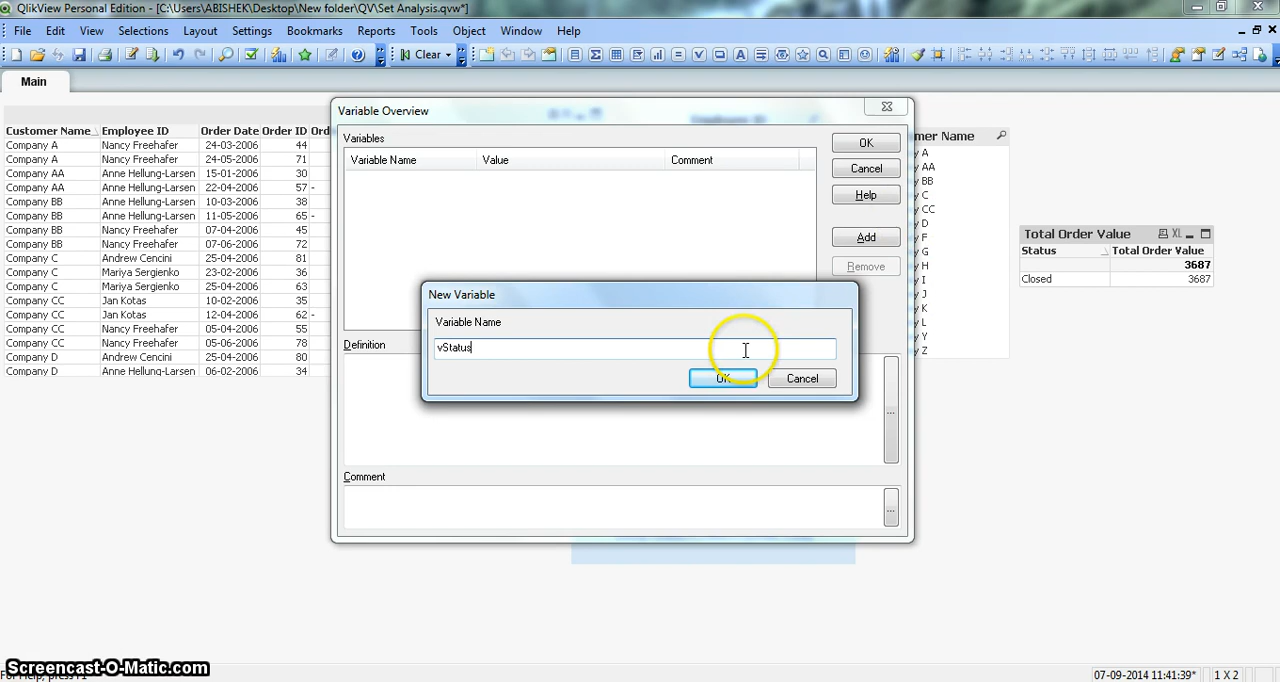 QlikView Personal Edition - [C:\Users\ABISHEK\Desktop\New folder\QV\Set Analysis.qvw*]
File Edit View Selections Layout Settings Bookmarks Reports Tools Object Window Help
Clear
Main
Variable Overview
Variables
Variable Name Value Comment
OK
Cancel
Help
Add
Remove
New Variable
Variable Name
vStatus
OK Cancel
Definition
...
Comment
...
Customer Name Employee ID Order Date Order ID Ord
Company A Nancy Freehafer 24-03-2006 44
Company A Nancy Freehafer 24-05-2006 71
Company AA Anne Hellung-Larsen 15-01-2006 30
Company AA Anne Hellung-Larsen 22-04-2006 57 -
Company BB Anne Hellung-Larsen 10-03-2006 38
Company BB Anne Hellung-Larsen 11-05-2006 65 -
Company BB Nancy Freehafer 07-04-2006 45
Company BB Nancy Freehafer 07-06-2006 72
Company C Andrew Cencini 25-04-2006 81
Company C Mariya Sergienko 23-02-2006 36
Company C Mariya Sergienko 25-04-2006 63
Company CC Jan Kotas 10-02-2006 35
Company CC Jan Kotas 12-04-2006 62 -
Company CC Nancy Freehafer 05-04-2006 55
Company CC Nancy Freehafer 05-06-2006 78
Company D Andrew Cencini 25-04-2006 80
Company D Anne Hellung-Larsen 06-02-2006 34
mer Name
y A
y AA
y BB
y C
y CC
y D
y F
y G
y H
y I
y J
y K
y L
y Y
y Z
Total Order Value XL
Status Total Order Value
3687
Closed 3687
Screencast-O-Matic.com
07-09-2014 11:41:39* 1 X 2